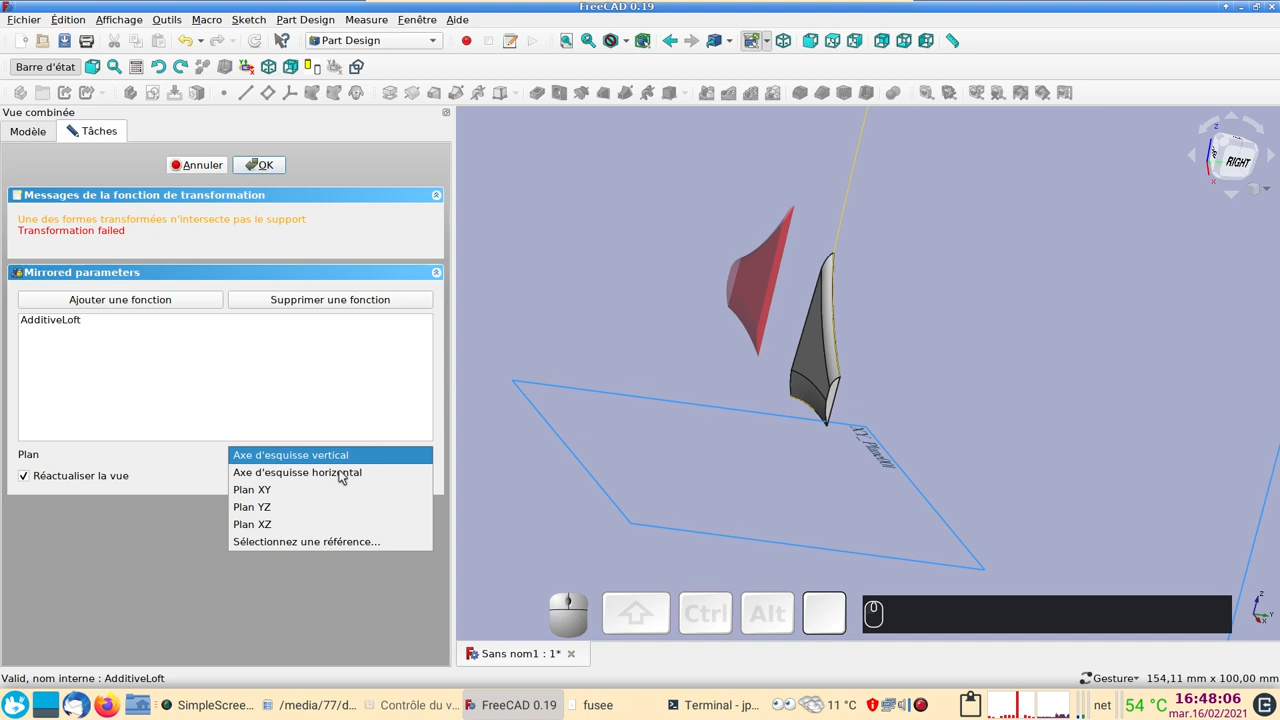 FreeCAD 0.19
Fichier Édition Affichage Outils Macro Sketch Part Design Measure Fenêtre Aide
Part Design
Barre d'état
Vue combinée
Modèle Tâches
Annuler OK
Messages de la fonction de transformation
Une des formes transformées n'intersecte pas le support
Transformation failed
Mirrored parameters
Ajouter une fonction Supprimer une fonction
AdditiveLoft
Plan
Réactualiser la vue
Axe d'esquisse vertical
Axe d'esquisse horizontal
Plan XY
Plan YZ
Plan XZ
Sélectionnez une référence...
RIGHT
Z
X
Ctrl Alt
Z
Y
X
Sans nom1 : 1*
Valid, nom interne : AdditiveLoft
Gesture 154,11 mm x 100,00 mm
SimpleScree... /media/77/d... Contrôle du v... FreeCAD 0.19 fusee Terminal - jp... 11 °C net 54 °C 16:48:06
mar.16/02/2021